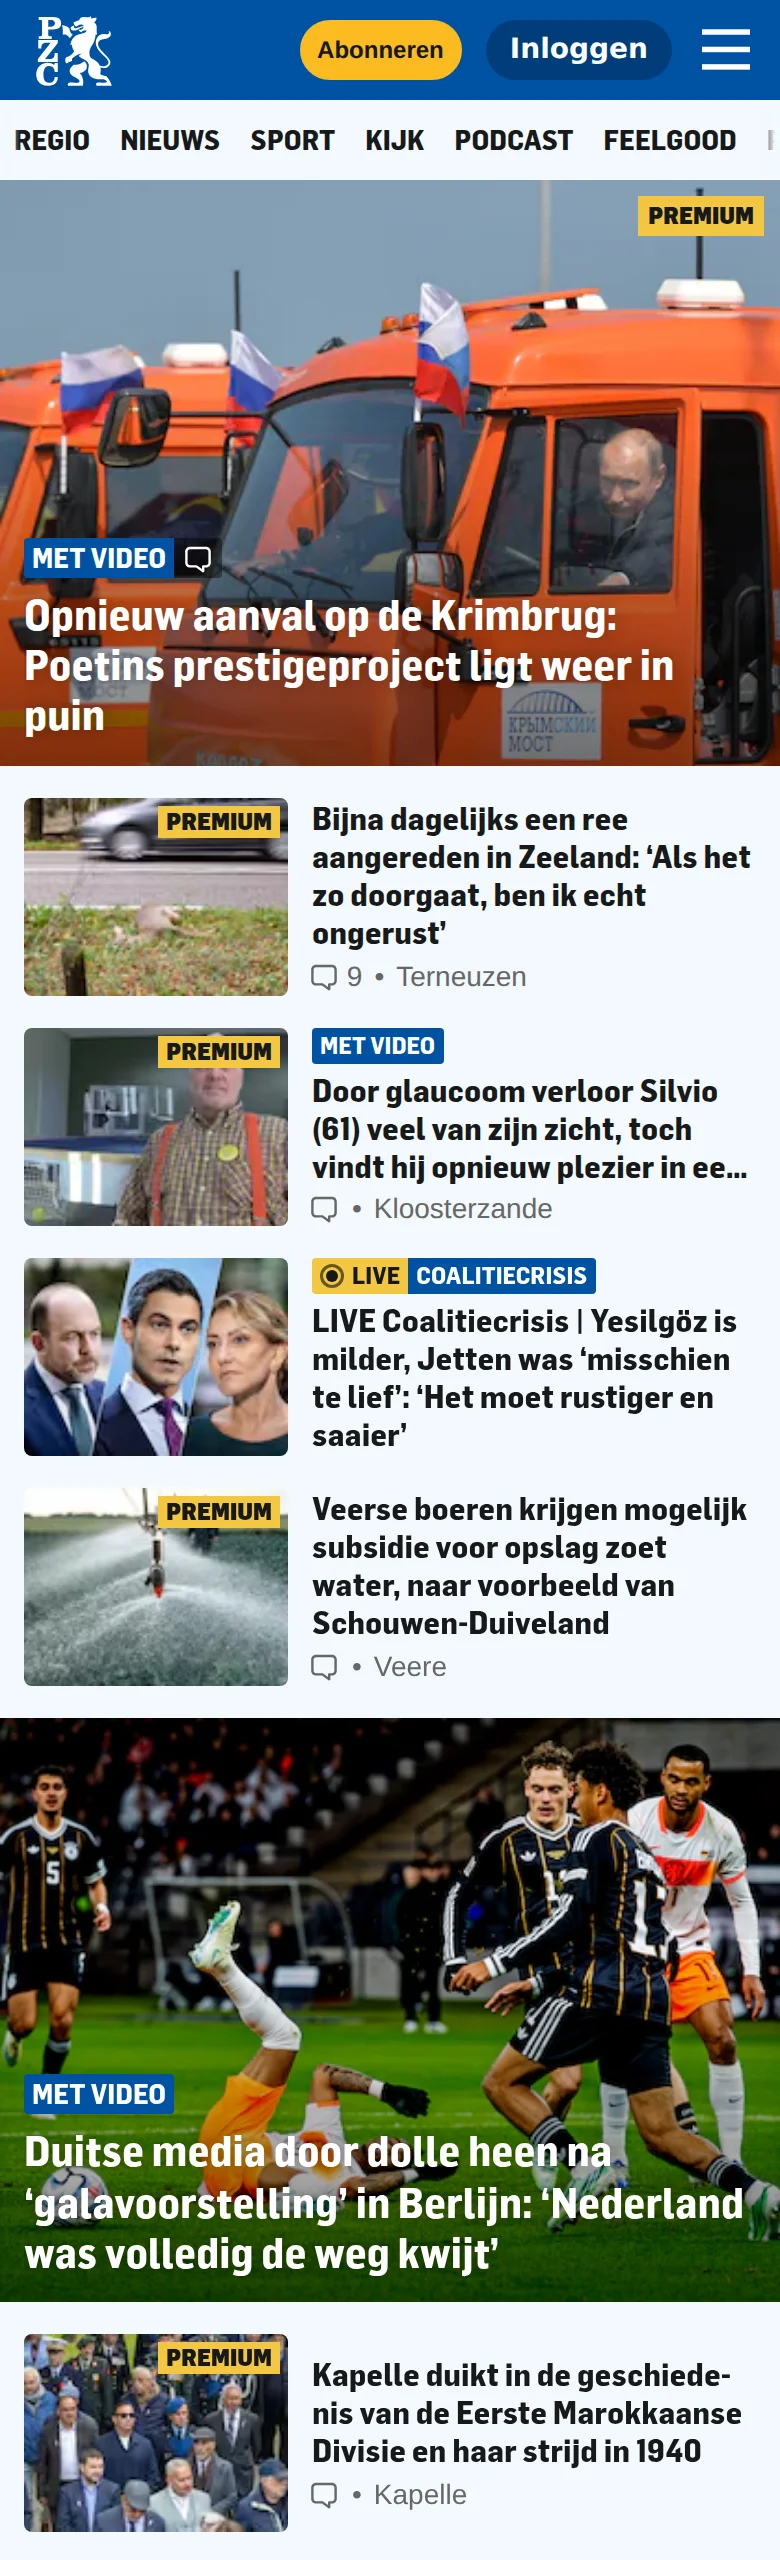 PZC
Abonneren
Inloggen
REGIO NIEUWS SPORT KIJK PODCAST FEELGOOD
PREMIUM
МОСТ
КРЫМСКИЙ
МОСТ
MET VIDEO
Opnieuw aanval op de Krimbrug:
Poetins prestigeproject ligt weer in
puin
PREMIUM
Bijna dagelijks een ree
aangereden in Zeeland: ‘Als het
zo doorgaat, ben ik echt
ongerust’
9 • Terneuzen
PREMIUM
MET VIDEO
Door glaucoom verloor Silvio
(61) veel van zijn zicht, toch
vindt hij opnieuw plezier in ee...
• Kloosterzande
LIVE COALITIECRISIS
LIVE Coalitiecrisis | Yesilgöz is
milder, Jetten was ‘misschien
te lief’: ‘Het moet rustiger en
saaier’
PREMIUM
Veerse boeren krijgen mogelijk
subsidie voor opslag zoet
water, naar voorbeeld van
Schouwen-Duiveland
• Veere
5
MET VIDEO
Duitse media door dolle heen na
‘galavoorstelling’ in Berlijn: ‘Nederland
was volledig de weg kwijt’
PREMIUM
Kapelle duikt in de geschiede-
nis van de Eerste Marokkaanse
Divisie en haar strijd in 1940
• Kapelle